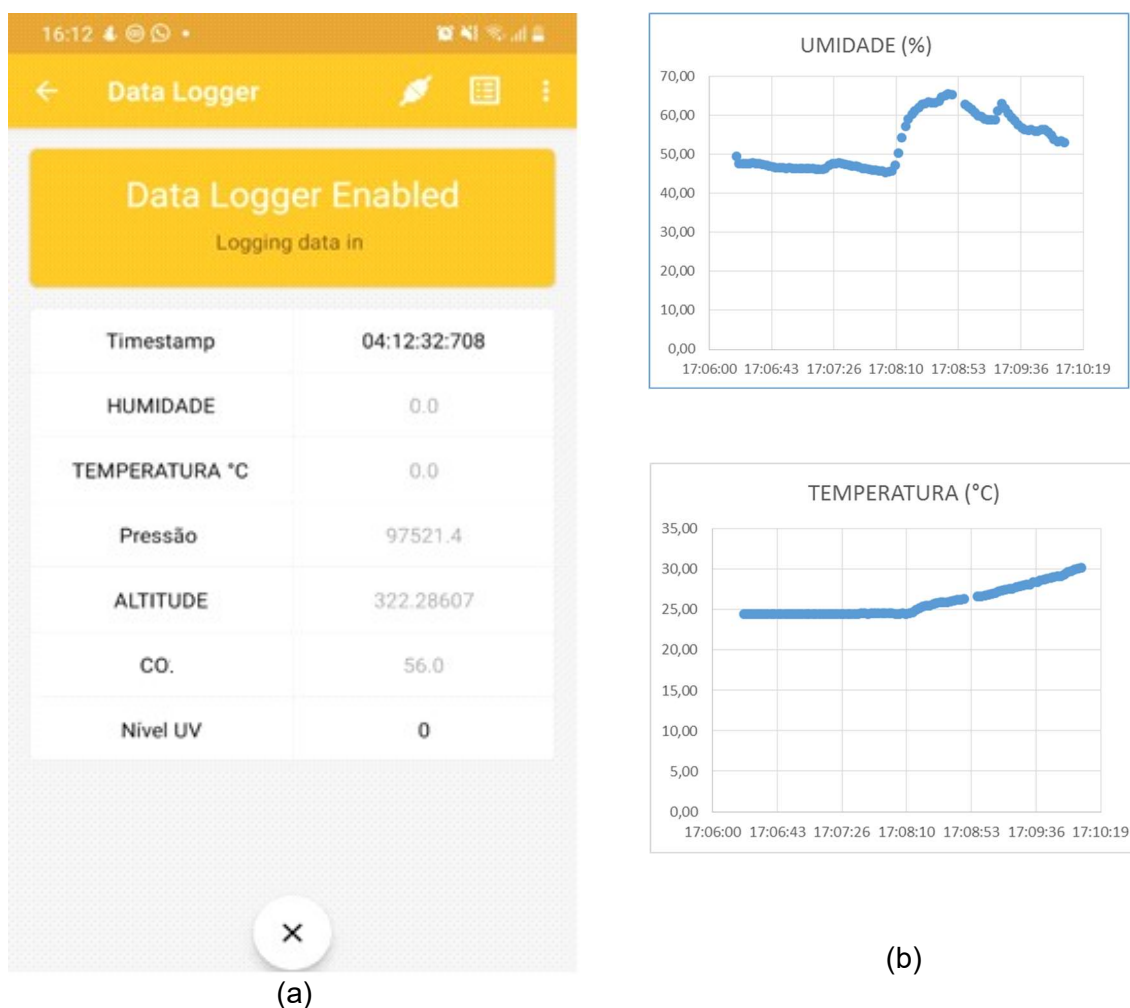 16:12
Data Logger
Data Logger Enabled
Logging data in
Timestamp 04:12:32:708
HUMIDADE 0.0
TEMPERATURA °C 0.0
Pressão 97521.4
ALTITUDE 322.28607
CO. 56.0
Nível UV 0
(a)
UMIDADE (%)
70,00
60,00
50,00
40,00
30,00
20,00
10,00
0,00
17:06:00 17:06:43 17:07:26 17:08:10 17:08:53 17:09:36 17:10:19
TEMPERATURA (°C)
35,00
30,00
25,00
20,00
15,00
10,00
5,00
0,00
17:06:00 17:06:43 17:07:26 17:08:10 17:08:53 17:09:36 17:10:19
(b)